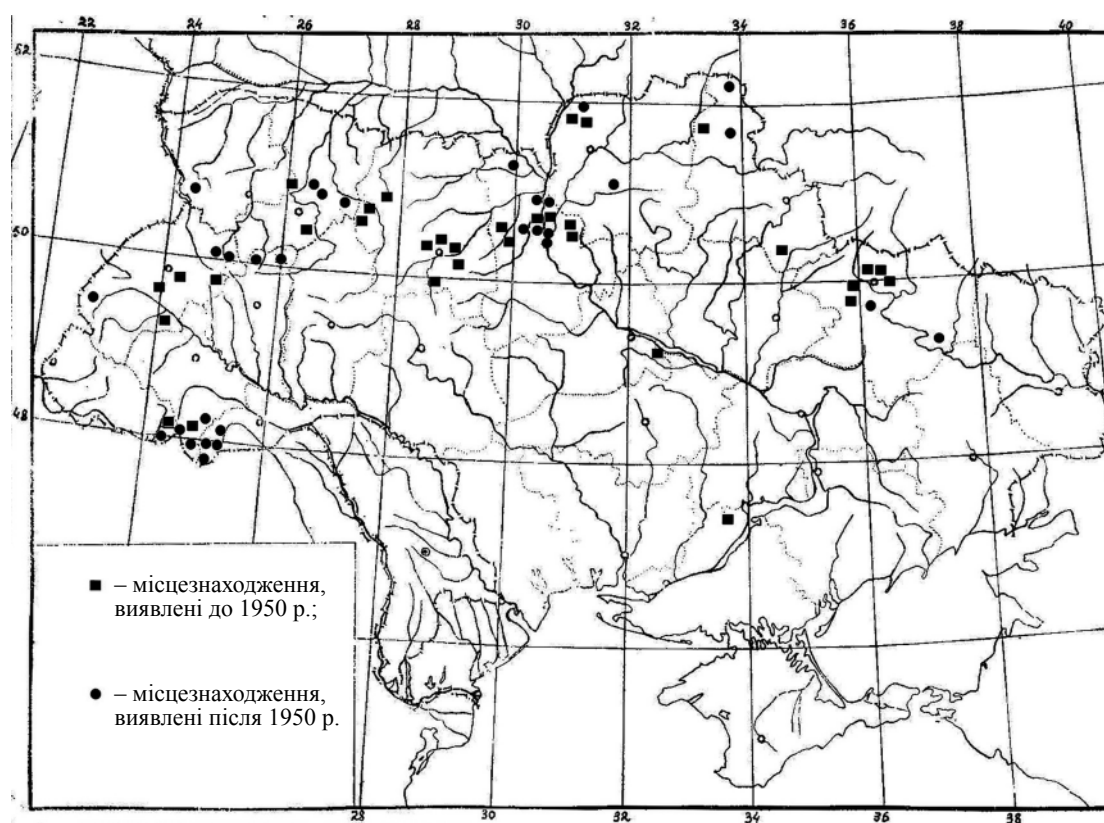 22 24 26 28 30 32 34 36 38 40
52
50
48
■ – місцезнаходження,
виявлені до 1950 р.;
● – місцезнаходження,
виявлені після 1950 р.
28 30 32 34 36 38